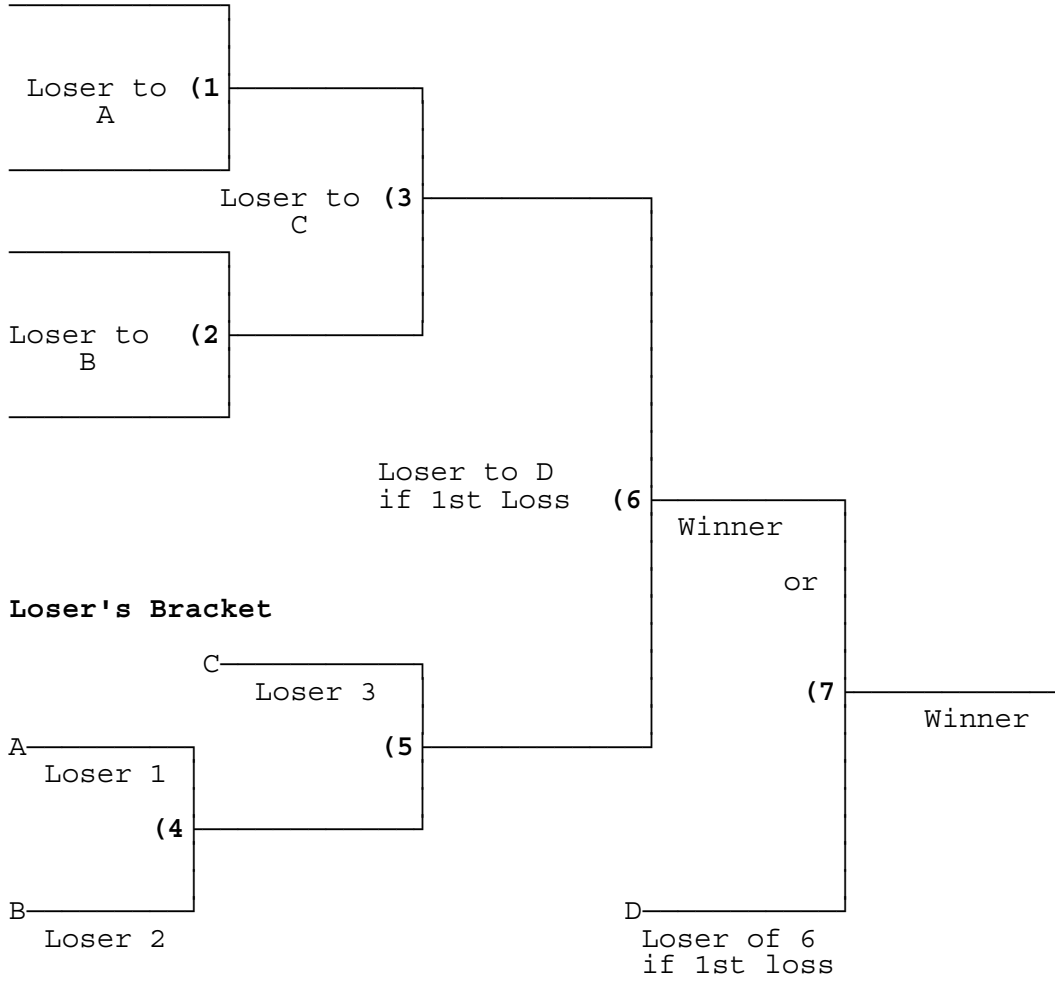 Loser to (1
A
Loser to (3
C
Loser to (2
B
Loser to D
if 1st Loss (6
Winner
or
Loser's Bracket
C
Loser 3
(7
Winner
A
(5
Loser 1
(4
B
D
Loser 2
Loser of 6
if 1st loss